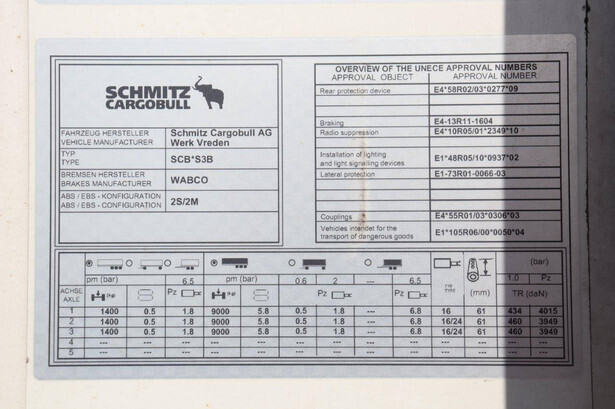 SCHMITZ
CARGOBULL
FAHRZEUG HERSTELLER
VEHICLE MANUFACTURER
Schmitz Cargobull AG
Werk Vreden
TYP
TYPE
SCB*S3B
BREMSEN HERSTELLER
BRAKES MANUFACTURER
WABCO
ABS / EBS - KONFIGURATION
ABS / EBS - CONFIGURATION
2S/2M
OVERVIEW OF THE UNECE APPROVAL NUMBERS
APPROVAL OBJECT APPROVAL NUMBER
Rear protection device E4*58R02/03*0277*09
Braking E4-13R11-1604
Radio suppression E4*10R05/01*2349*10
Installation of lighting
and light signalling devices E1*48R05/10*0937*02
Lateral protection E1-73R01-0066-03
Couplings E4*55R01/03*0306*03
Vehicles intendet for the
transport of dangerous goods E1*105R06/00*0050*04
(bar)
pm (bar) 6.5 pm (bar) 0.6 2 --- 6.5 TYP TYPE (mm) 1.0 Pz
ACHSE
AXLE
Pz Pz Pz TR (daN)
1 1400 0.5 1.8 9000 5.8 0.5 1.8 6.8 16 61 434 4015
2 1400 0.5 1.8 9000 5.8 0.5 1.8 6.8 16/24 61 460 3949
3 1400 0.5 1.8 9000 5.8 0.5 1.8 6.8 16/24 61 460 3949
4 --- --- --- --- --- --- --- --- --- --- --- --- ---
5 --- --- --- --- --- --- --- --- --- --- --- --- ---